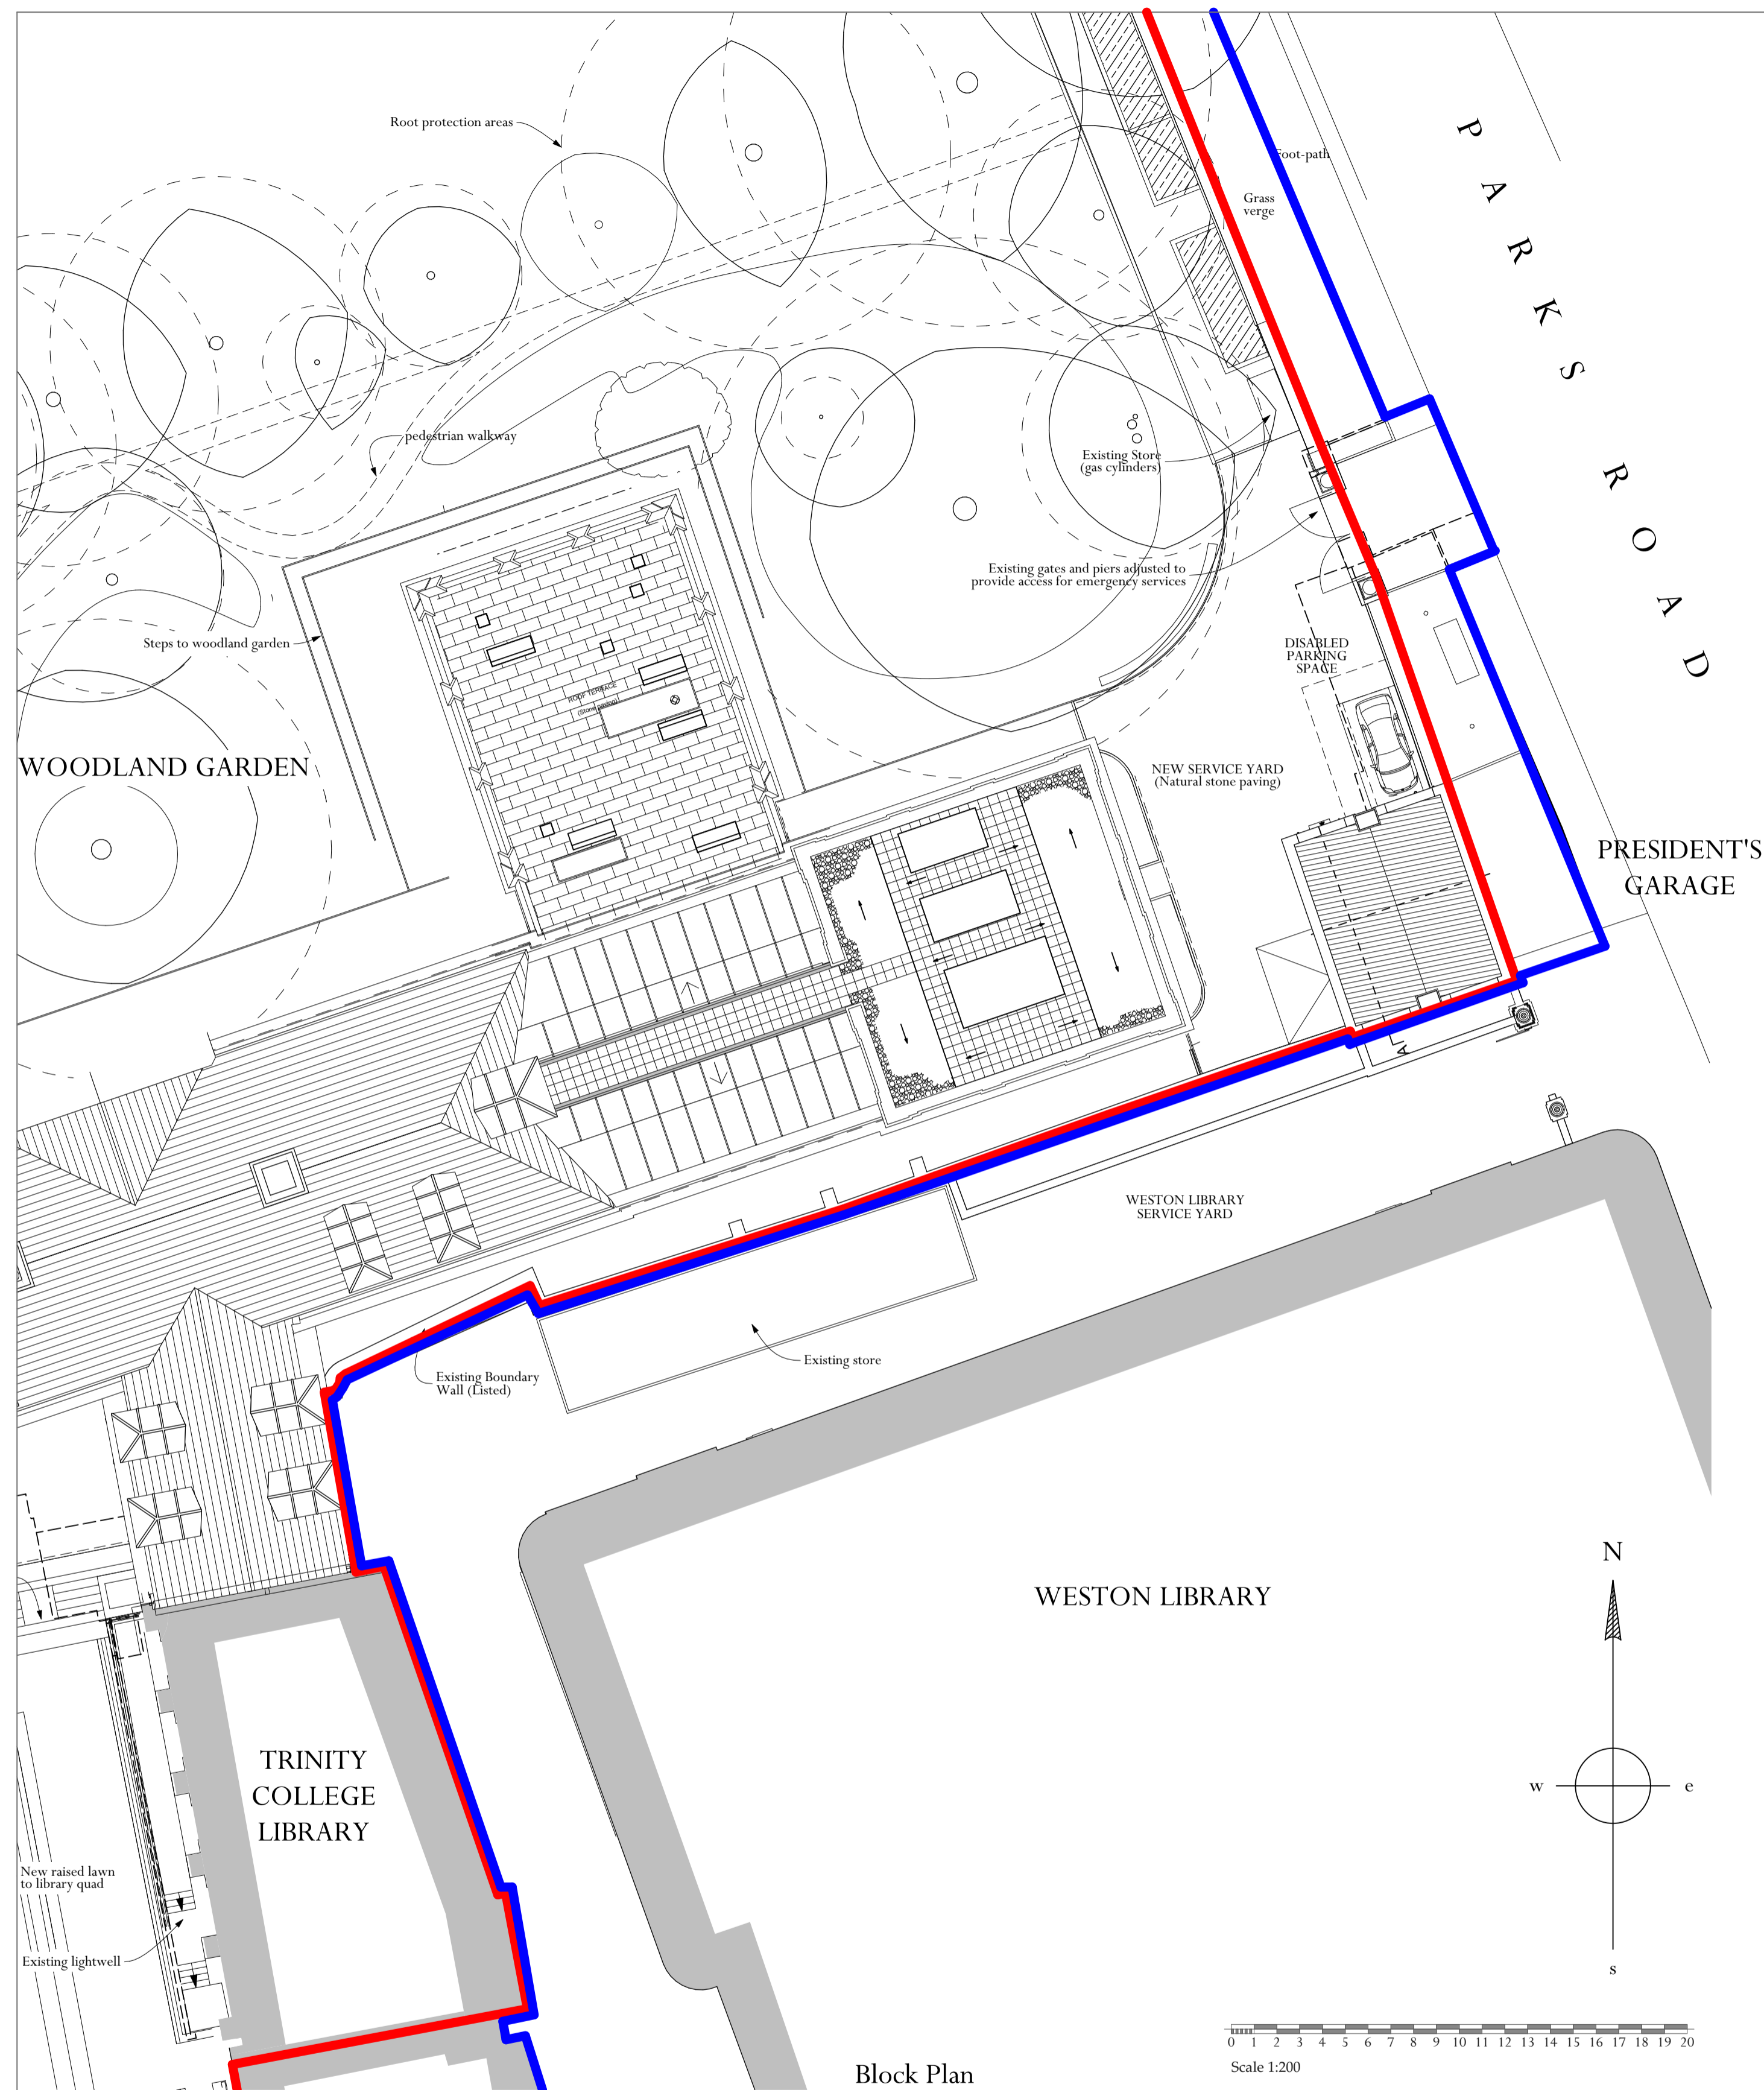 Root protection areas
Foot-path
Grass
verge
PARKS ROAD
pedestrian walkway
Existing Store
(gas cylinders)
Existing gates and piers adjusted to
provide access for emergency services
Steps to woodland garden
DISABLED
PARKING
SPACE
ROOF TERRACE
(Stone paving)
WOODLAND GARDEN
NEW SERVICE YARD
(Natural stone paving)
PRESIDENT'S
GARAGE
A
WESTON LIBRARY
SERVICE YARD
Existing store
Existing Boundary
Wall (Listed)
N
WESTON LIBRARY
TRINITY
COLLEGE
LIBRARY
w e
New raised lawn
to library quad
Existing lightwell
s
0 1 2 3 4 5 6 7 8 9 10 11 12 13 14 15 16 17 18 19 20
Scale 1:200
Block Plan